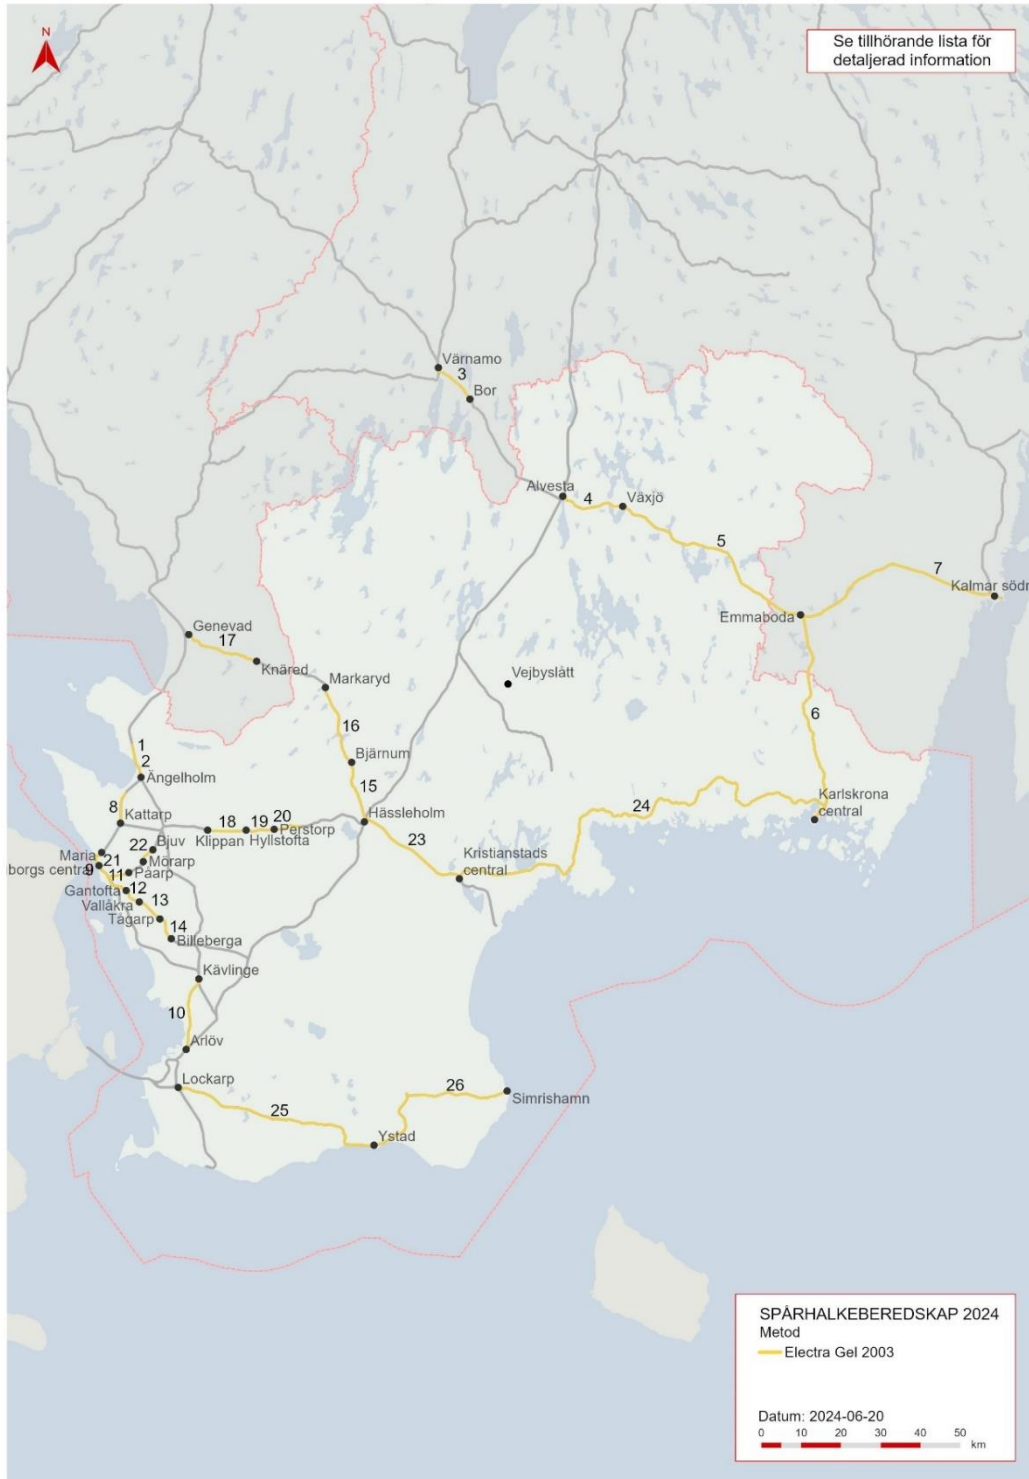 N
Se tillhörande lista för
detaljerad information
Värnamo
3
Bor
Alvesta
4
Växjö
5
7
Kalmar södr
Emmaboda
Genevad
17
Knäred
Markaryd
Vejbyslätt
16
6
1
2
Bjärnum
Ängelholm
15
24
Karlskrona
central
8
Kattarp
18
19
20
Perstorp
Hässleholm
Klippan
Hyllstofta
23
Bjuv
22
Maria
21
Mörarp
Kristianstads
central
borgs central
9
11
Påarp
Gantofta
12
Vallåkra
13
Tågarp
14
Billeberga
Kävlinge
10
Arlöv
Lockarp
26
Simrishamn
25
Ystad
SPÅRHALKEBEREDSKAP 2024
Metod
Electra Gel 2003
Datum: 2024-06-20
0 10 20 30 40 50
km